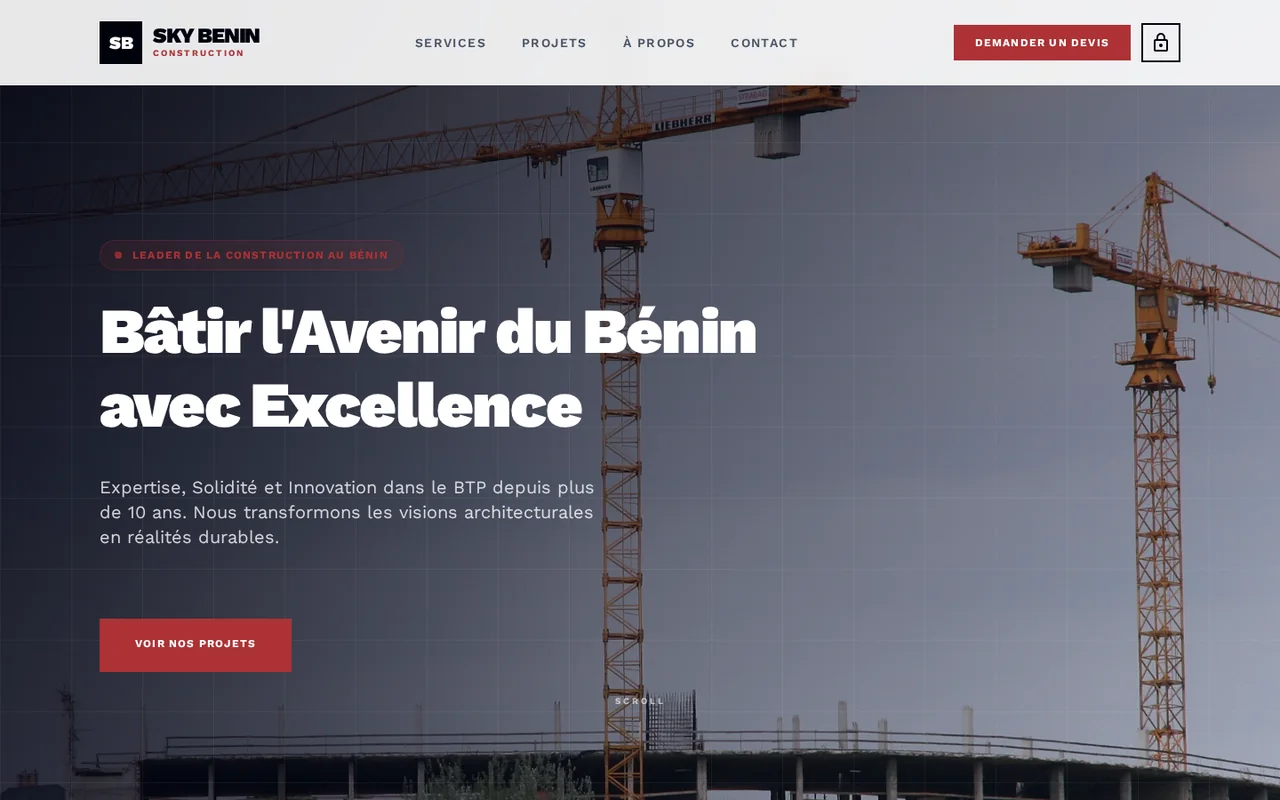 SB
SKY BENIN
CONSTRUCTION
SERVICES
PROJETS
À PROPOS
CONTACT
DEMANDER UN DEVIS
LIEBHERR
LEADER DE LA CONSTRUCTION AU BÉNIN
Bâtir l'Avenir du Bénin
avec Excellence
Expertise, Solidité et Innovation dans le BTP depuis plus
de 10 ans. Nous transformons les visions architecturales
en réalités durables.
VOIR NOS PROJETS
SCROLL